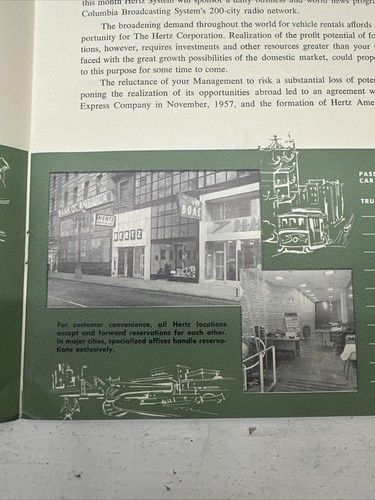 this month Hertz System will sponsor a daily business and world news
Columbia Broadcasting System's 200-city radio network.
The broadening demand throughout the world for vehicle rentals affords
portunity for The Hertz Corporation. Realization of the profit potential of
tions, however, requires investments and other resources greater than your
faced with the great growth possibilities of the domestic market, could
to this purpose for some time to come.
The reluctance of your Management to risk a substantial loss of
poning the realization of its opportunities abroad led to an agreement
Express Company in November, 1957, and the formation of Hertz
PASS
CAR
TRU
BANK OF
HERTZ
HERTZ
BOAC
For customer convenience, all Hertz locations
accept and forward reservations for each other.
In major cities, specialized offices handle reserva-
tions exclusively.